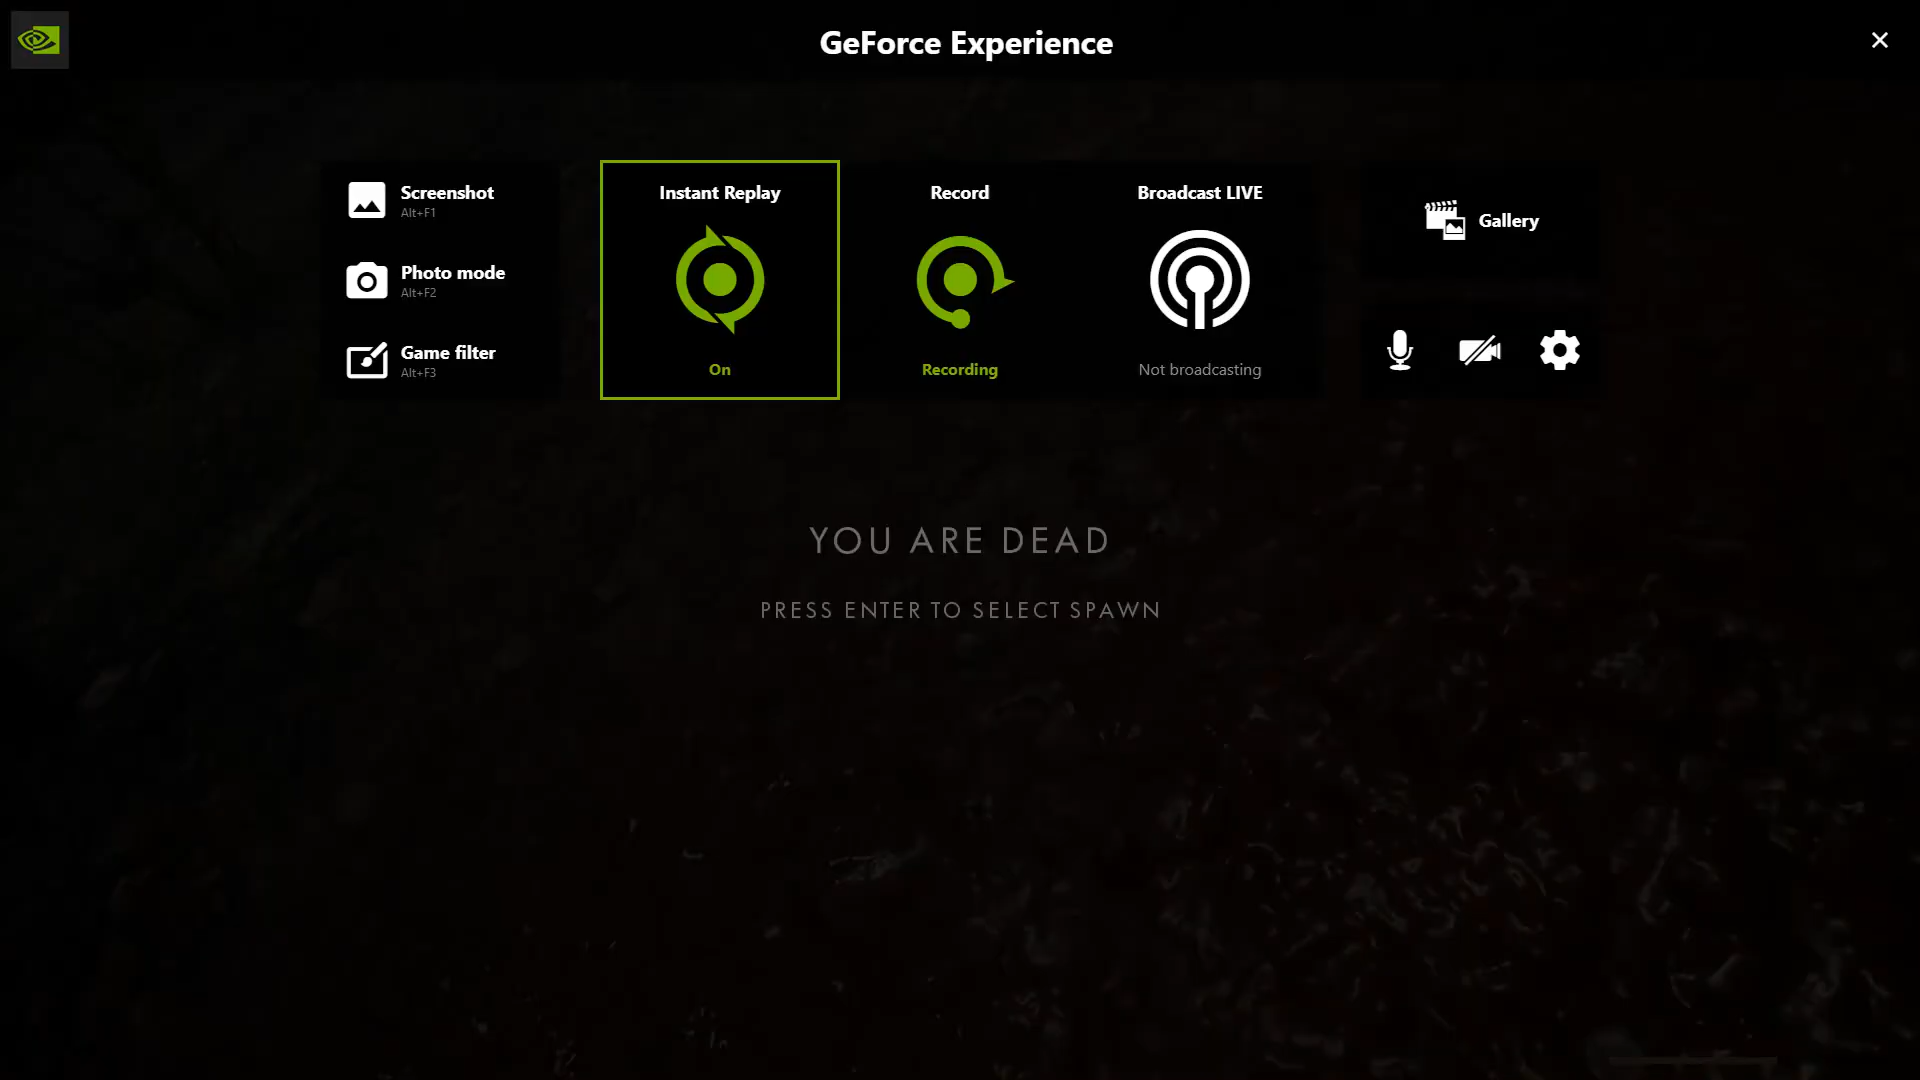 GeForce Experience
Screenshot
Alt+F1
Photo mode
Alt+F2
Game filter
Alt+F3
Instant Replay
On
Record
Recording
Broadcast LIVE
Not broadcasting
Gallery
YOU ARE DEAD
PRESS ENTER TO SELECT SPAWN